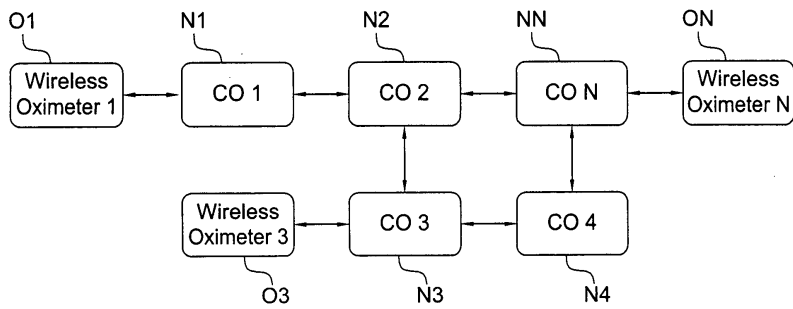 O1
N1
N2
NN
ON
Wireless
Oximeter 1
CO 1
CO 2
CO N
Wireless
Oximeter N
Wireless
Oximeter 3
CO 3
CO 4
O3
N3
N4